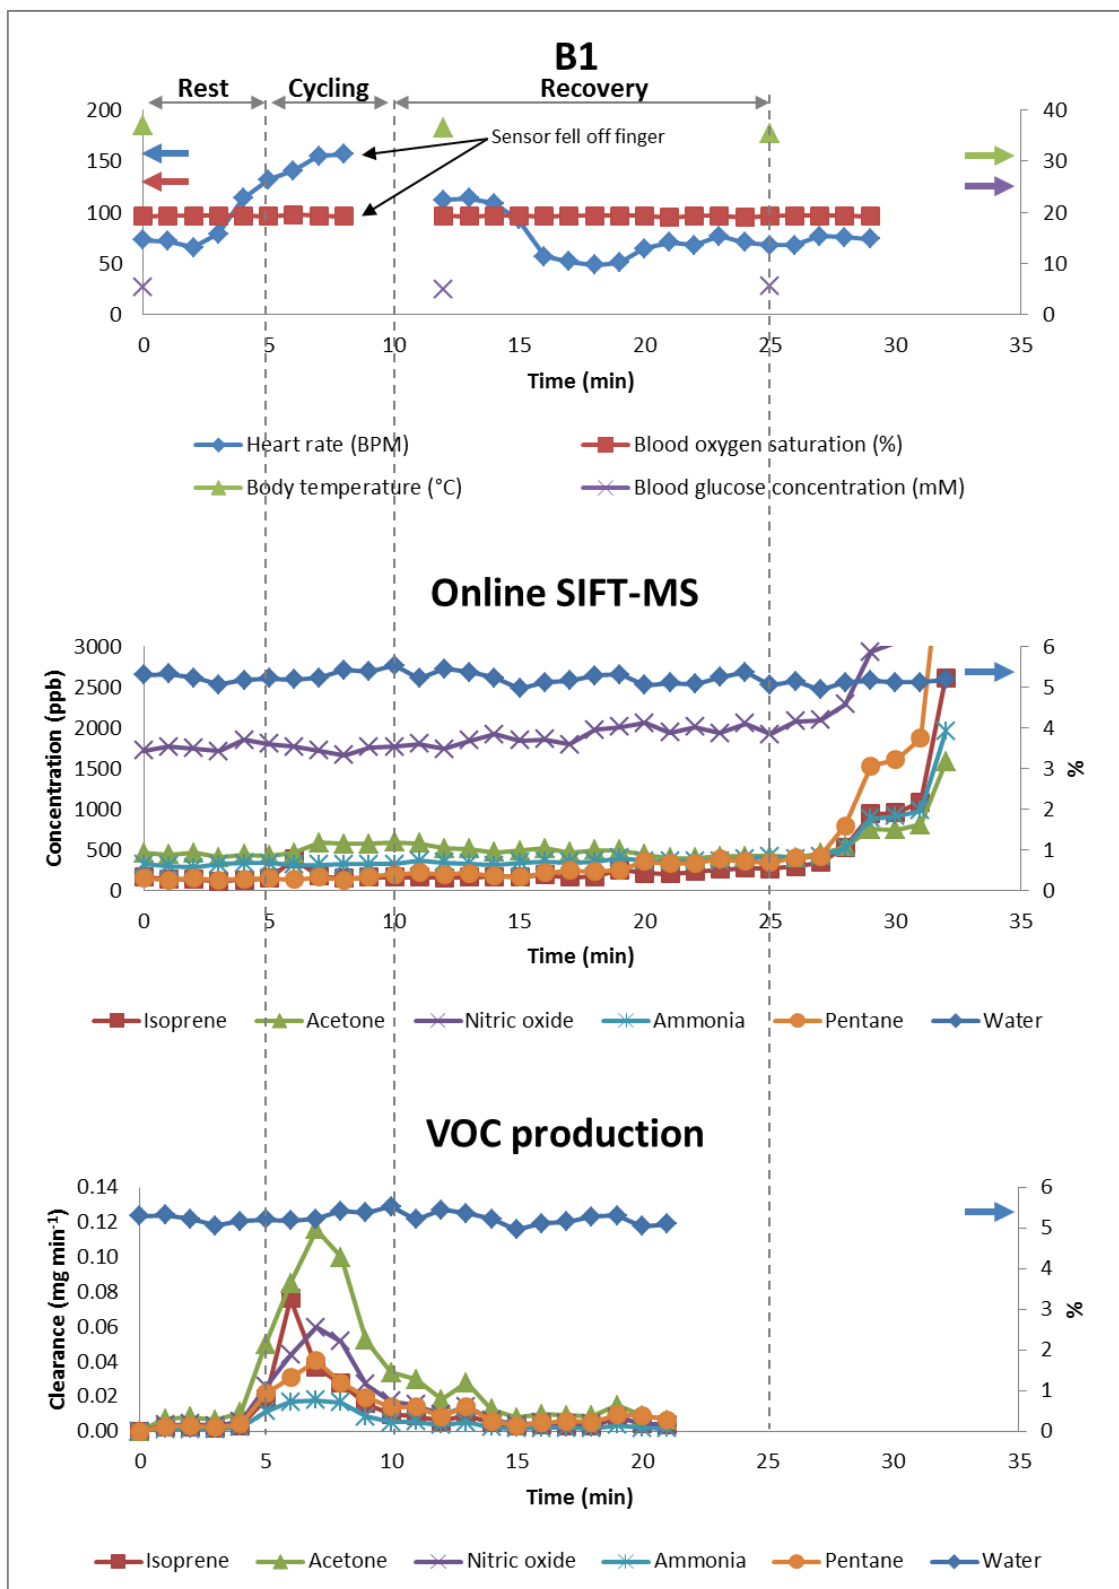 B1
Rest Cycling Recovery
200 40
Sensor fell off finger
150 30
100 20
50 10
0 0
0 5 10 15 20 25 30 35
Time (min)
Heart rate (BPM) Blood oxygen saturation (%)
Body temperature (°C) Blood glucose concentration (mM)
Online SIFT-MS
3000 6
2500 5
2000 4
1500 3
1000 2
500 1
0 0
Concentration (ppb)
%
0 5 10 15 20 25 30 35
Time (min)
Isoprene Acetone Nitric oxide Ammonia Pentane Water
VOC production
0.14 6
0.12 5
0.10
0.08 4
0.06 3
0.04 2
0.02 1
0.00 0
Clearance (mg min⁻¹)
%
0 5 10 15 20 25 30 35
Time (min)
Isoprene Acetone Nitric oxide Ammonia Pentane Water